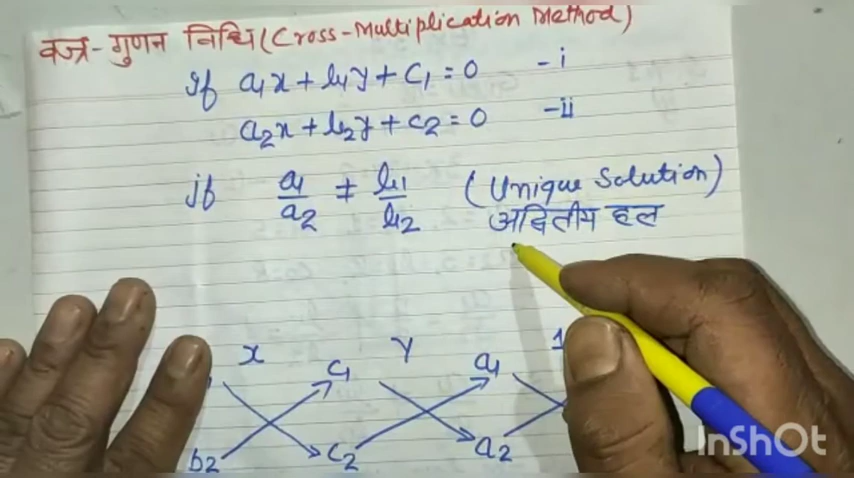 वज्र-गुणन विधि (Cross-Multiplication Method)
If a₁x + b₁y + c₁ = 0 -i
a₂x + b₂y + c₂ = 0 -ii
if a₁/a₂ ≠ b₁/b₂ (Unique Solution)
अद्वितीय हल
x y 1
c₁ a₁
b2 c₂ a₂
InShOt